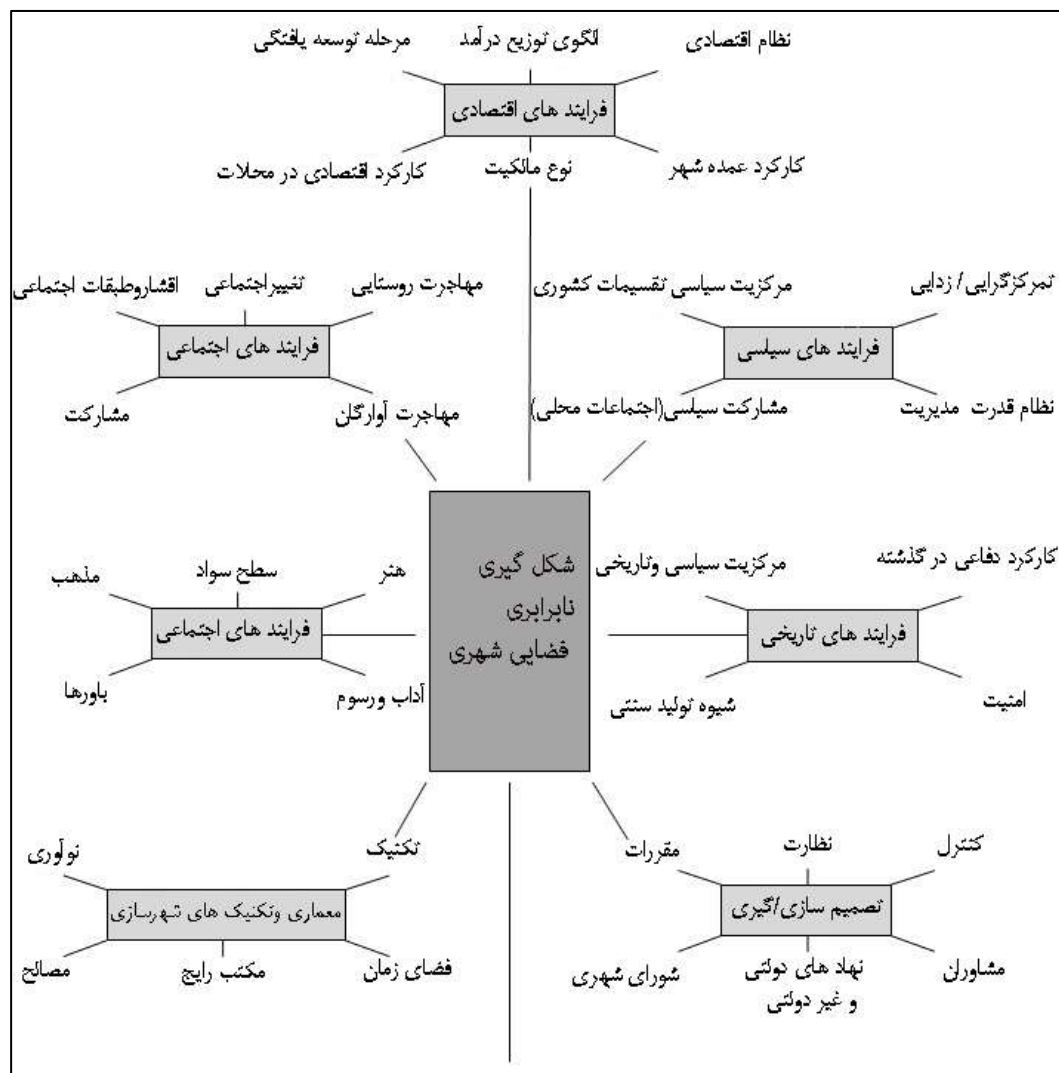 نظام اقتصادی
الگوی توزیع درآمد
مرحله توسعه یافتگی
فرایند های اقتصادی
کارکرد عمده شهر
نوع مالکیت
کارکرد اقتصادی در محلات
تمرکزگرایی/ زدایی
مرکزیت سیاسی تقسیمات کشوری
فرایند های سیاسی
نظام قدرت مدیریت
مشارکت سیاسی(اجتماعات محلی)
مهاجرت روستایی
تغییراجتماعی
اقشاروطبقات اجتماعی
فرایند های اجتماعی
مهاجرت آوارگان
مشارکت
شکل گیری
نابرابری
فضایی شهری
کارکرد دفاعی در گذشته
مرکزیت سیاسی وتاریخی
فرایند های تاریخی
امنیت
شیوه تولید سنتی
هنر
سطح سواد
مذهب
فرایند های اجتماعی
آداب ورسوم
باورها
کنترل
نظارت
مقررات
تصمیم سازی/گیری
مشاوران
نهاد های دولتی
و غیر دولتی
شورای شهری
تکنیک
نوآوری
معماری وتکنیک های شهرسازی
فضای زمان
مکتب رایج
مصالح